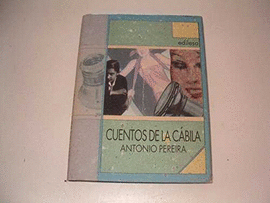 edilesa
CUENTOS DE LA CÁBILA
ANTONIO PEREIRA